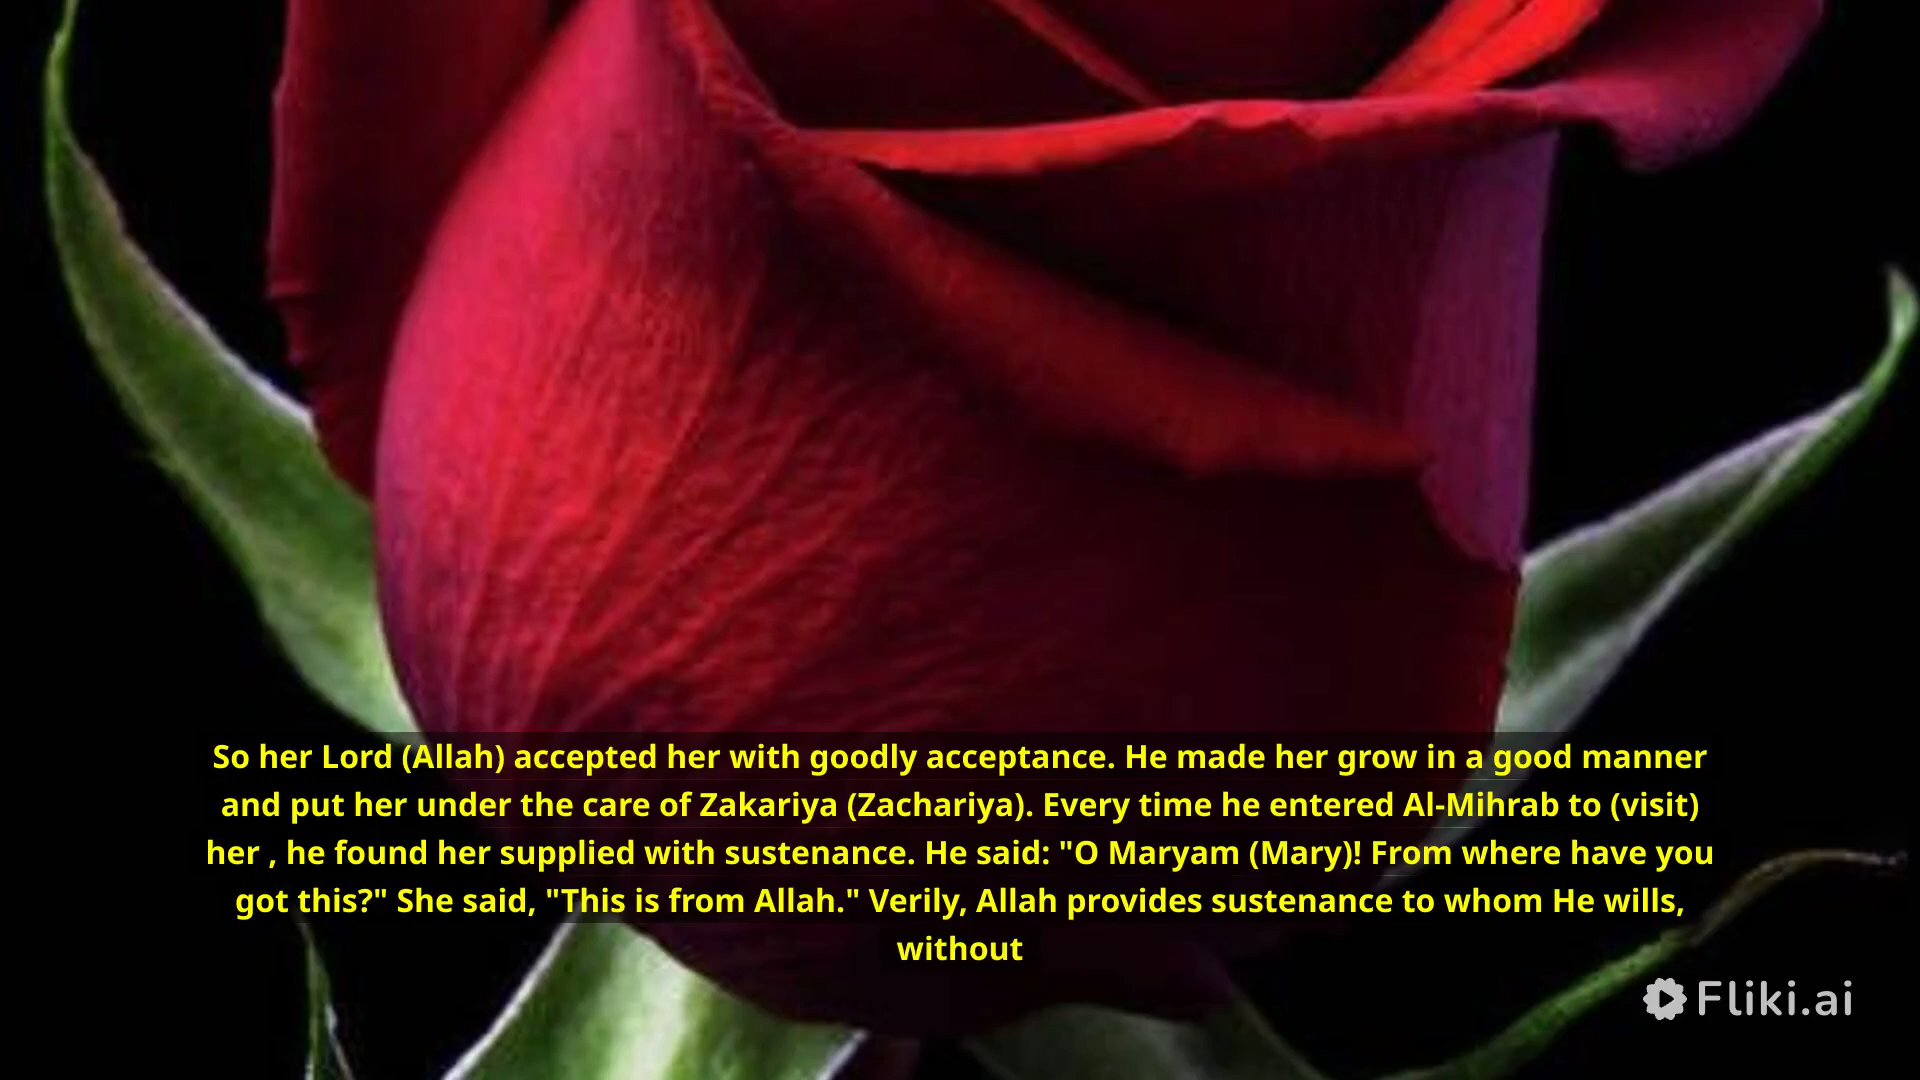 So her Lord (Allah) accepted her with goodly acceptance. He made her grow in a good manner
and put her under the care of Zakariya (Zachariya). Every time he entered Al-Mihrab to (visit)
her , he found her supplied with sustenance. He said: "O Maryam (Mary)! From where have you
got this?" She said, "This is from Allah." Verily, Allah provides sustenance to whom He wills,
without
Fliki.ai